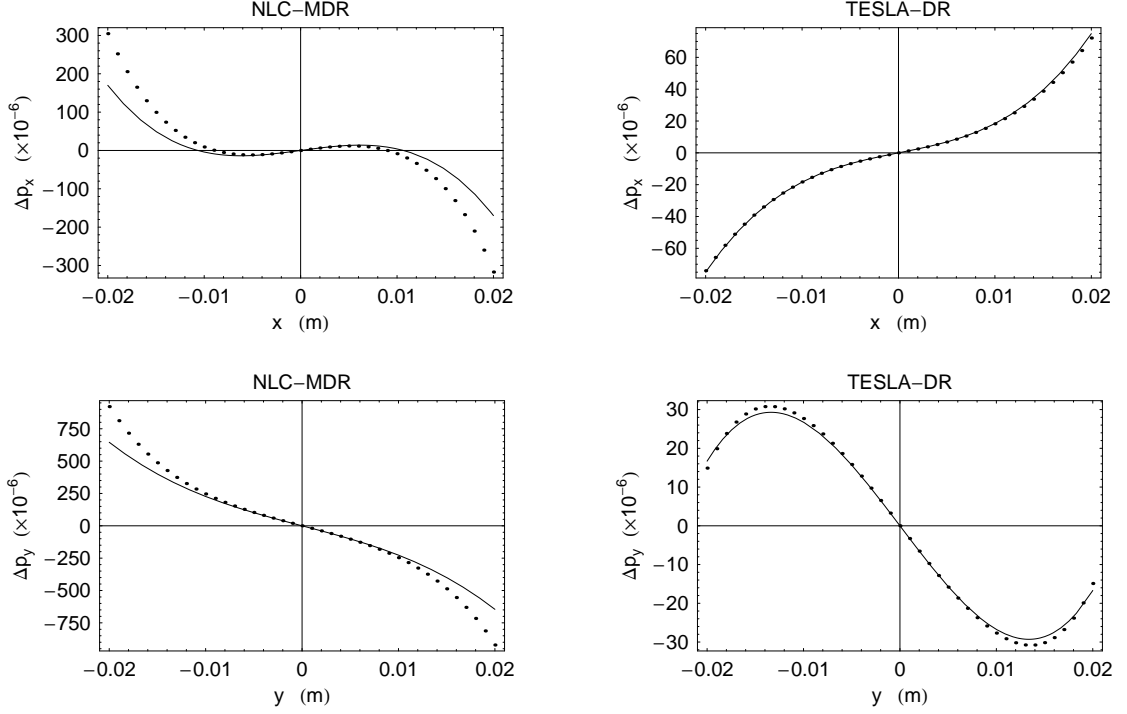 NLC−MDR
300
200
100
0
−100
−200
−300
Δpx (×10−6)
−0.02 −0.01 0 0.01 0.02
x (m)
TESLA−DR
60
40
20
0
−20
−40
−60
Δpx (×10−6)
−0.02 −0.01 0 0.01 0.02
x (m)
NLC−MDR
750
500
250
0
−250
−500
−750
Δpy (×10−6)
−0.02 −0.01 0 0.01 0.02
y (m)
TESLA−DR
30
20
10
0
−10
−20
−30
Δpy (×10−6)
−0.02 −0.01 0 0.01 0.02
y (m)